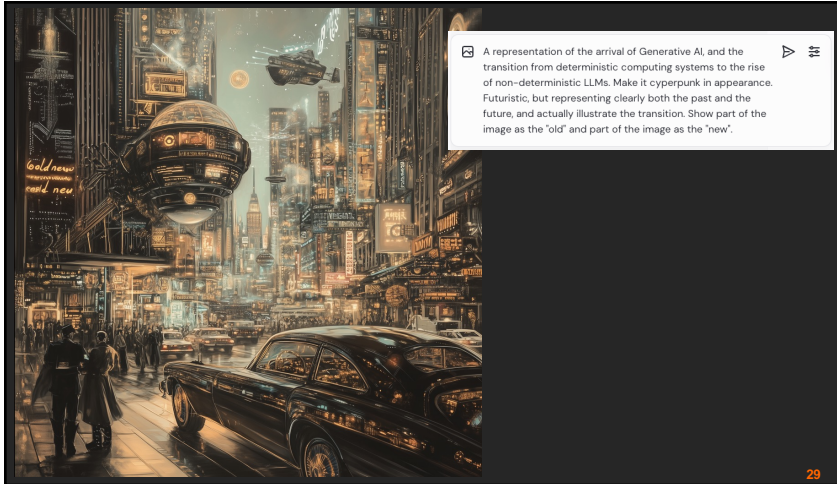 A representation of the arrival of Generative AI, and the
transition from deterministic computing systems to the rise
of non-deterministic LLMs. Make it cyperpunk in appearance.
Futuristic, but representing clearly both the past and the
future, and actually illustrate the transition. Show part of the
image as the "old" and part of the image as the "new".
29